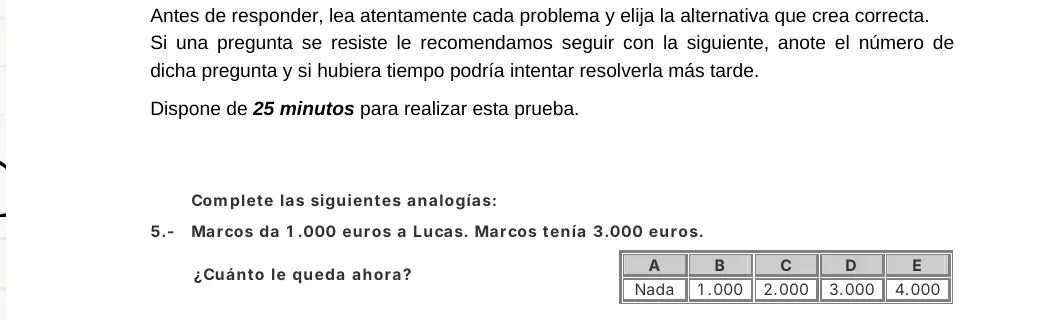 Antes de responder, lea atentamente cada problema y elija la alternativa que crea correcta.
Si una pregunta se resiste le recomendamos seguir con la siguiente, anote el número de
dicha pregunta y si hubiera tiempo podría intentar resolverla más tarde.
Dispone de 25 minutos para realizar esta prueba.
Complete las siguientes analogías:
5.- Marcos da 1.000 euros a Lucas. Marcos tenía 3.000 euros.
¿Cuánto le queda ahora?
A B C D E
Nada 1.000 2.000 3.000 4.000